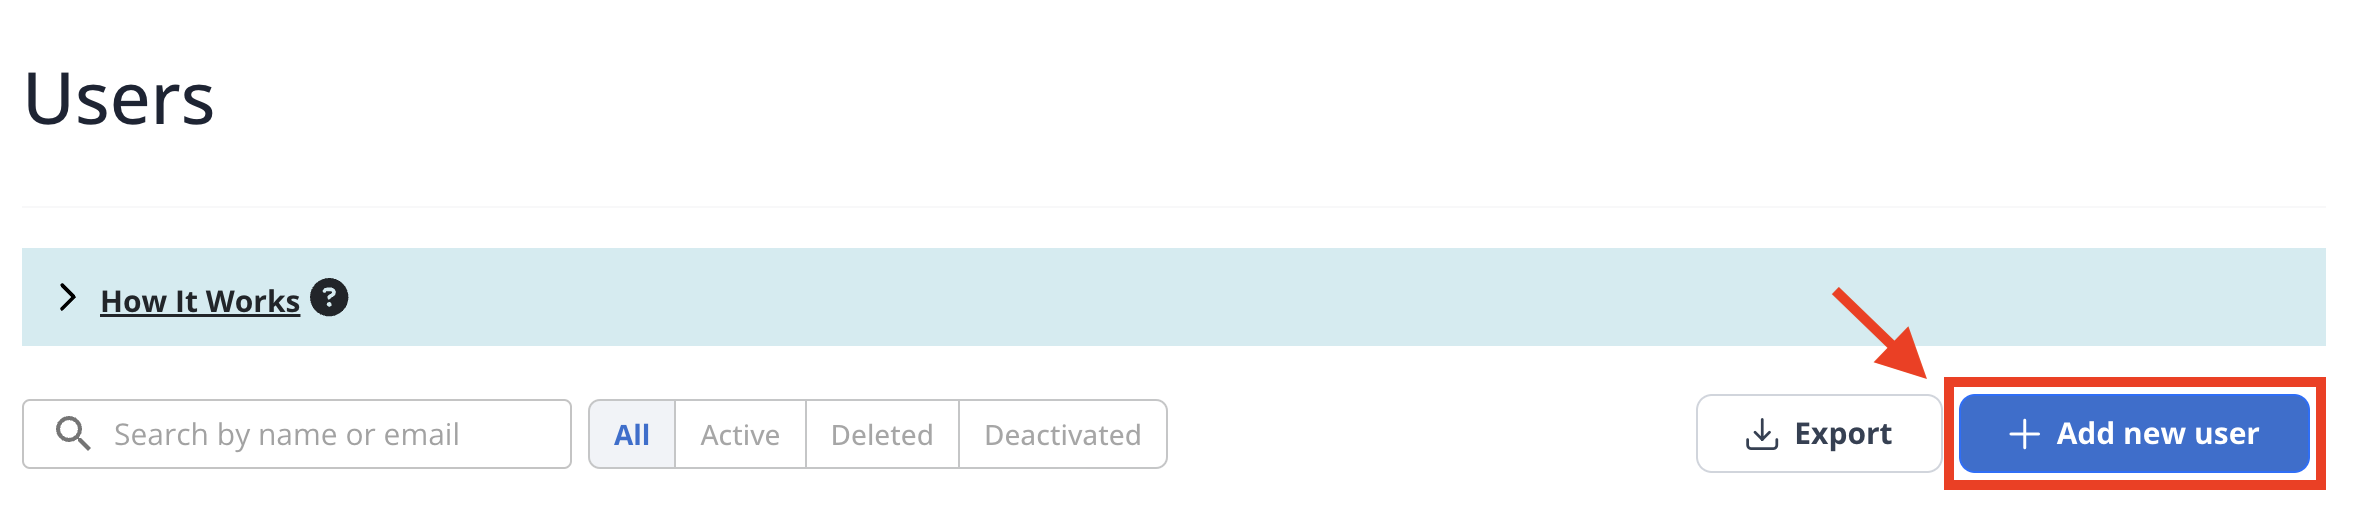 Users
How It Works ?
Search by name or email
All Active Deleted Deactivated
Export
Add new user